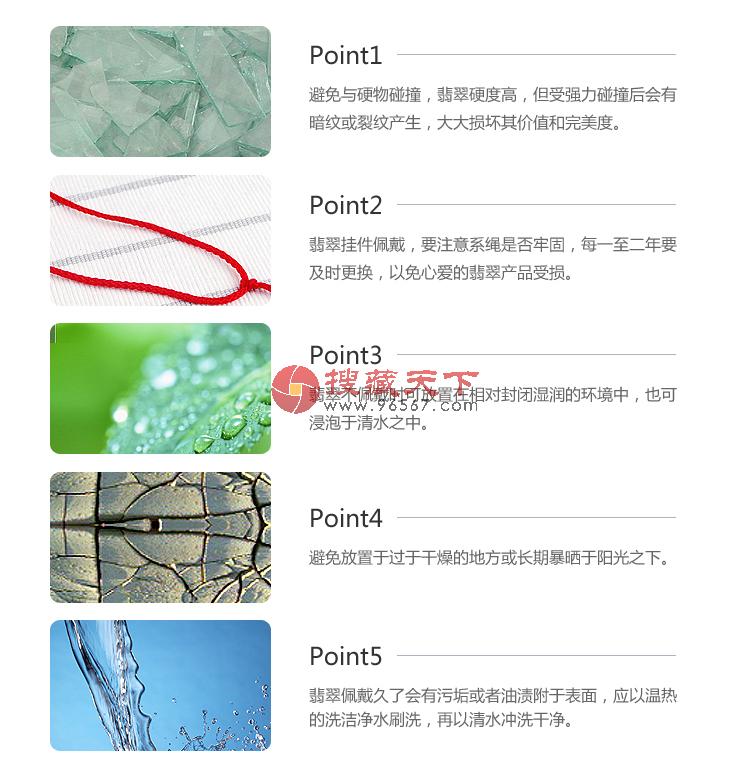 Point1
避免与硬物碰撞，翡翠硬度高，但受强力碰撞后会有
暗纹或裂纹产生，大大损坏其价值和完美度。
Point2
翡翠挂件佩戴，要注意系绳是否牢固，每一至二年要
及时更换，以免心爱的翡翠产品受损。
Point3
搜藏天下
翡翠不佩戴时可放置在相对封闭湿润的环境中，也可
www.96567.com
浸泡于清水之中。
Point4
避免放置于过于干燥的地方或长期暴晒于阳光之下。
Point5
翡翠佩戴久了会有污垢或者油渍附于表面，应以温热
的洗洁净水刷洗，再以清水冲洗干净。